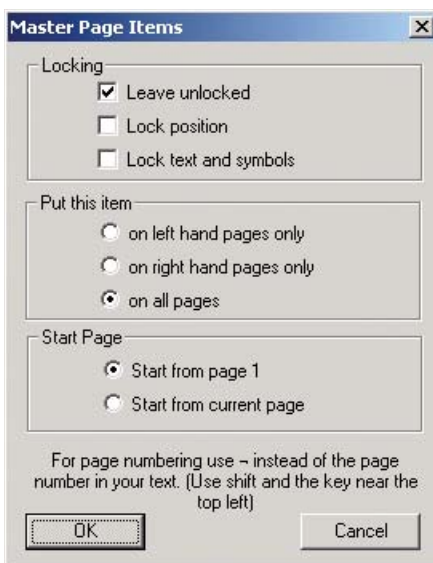 Master Page Items
Locking
Leave unlocked
Lock position
Lock text and symbols
Put this item
on left hand pages only
on right hand pages only
on all pages
Start Page
Start from page 1
Start from current page
For page numbering use ¬ instead of the page
number in your text. (Use shift and the key near the
top left)
OK
Cancel